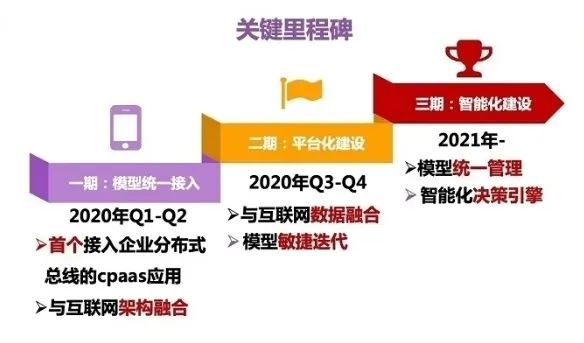 关键里程碑
一期：模型统一接入
2020年Q1-Q2
➢首个接入企业分布式
总线的cpaas应用
➢与互联网架构融合
二期：平台化建设
2020年Q3-Q4
➢与互联网数据融合
➢模型敏捷迭代
三期：智能化建设
2021年-
➢模型统一管理
➢智能化决策引擎